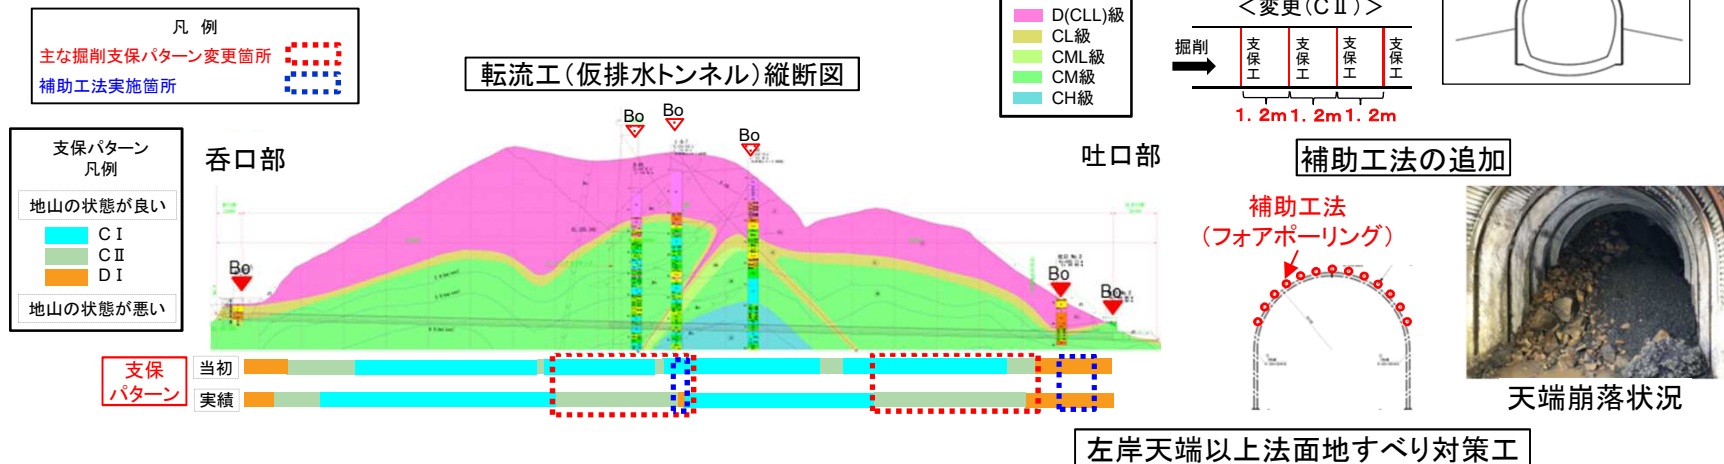 凡 例
主な掘削支保パターン変更箇所
補助工法実施箇所
転流工(仮排水トンネル)縦断図
D(CLL)級
CL級
CML級
CM級
CH級
<変更(CⅡ)>
掘削
支保工
支保工
支保工
支保工
1.2m
1.2m
1.2m
支保パターン
凡例
地山の状態が良い
CⅠ
CⅡ
DⅠ
地山の状態が悪い
呑口部
吐口部
Bo
Bo
Bo
Bo
Bo
Bo
補助工法の追加
補助工法
(フォアポーリング)
天端崩落状況
支保
パターン
当初
実績
左岸天端以上法面地すべり対策工